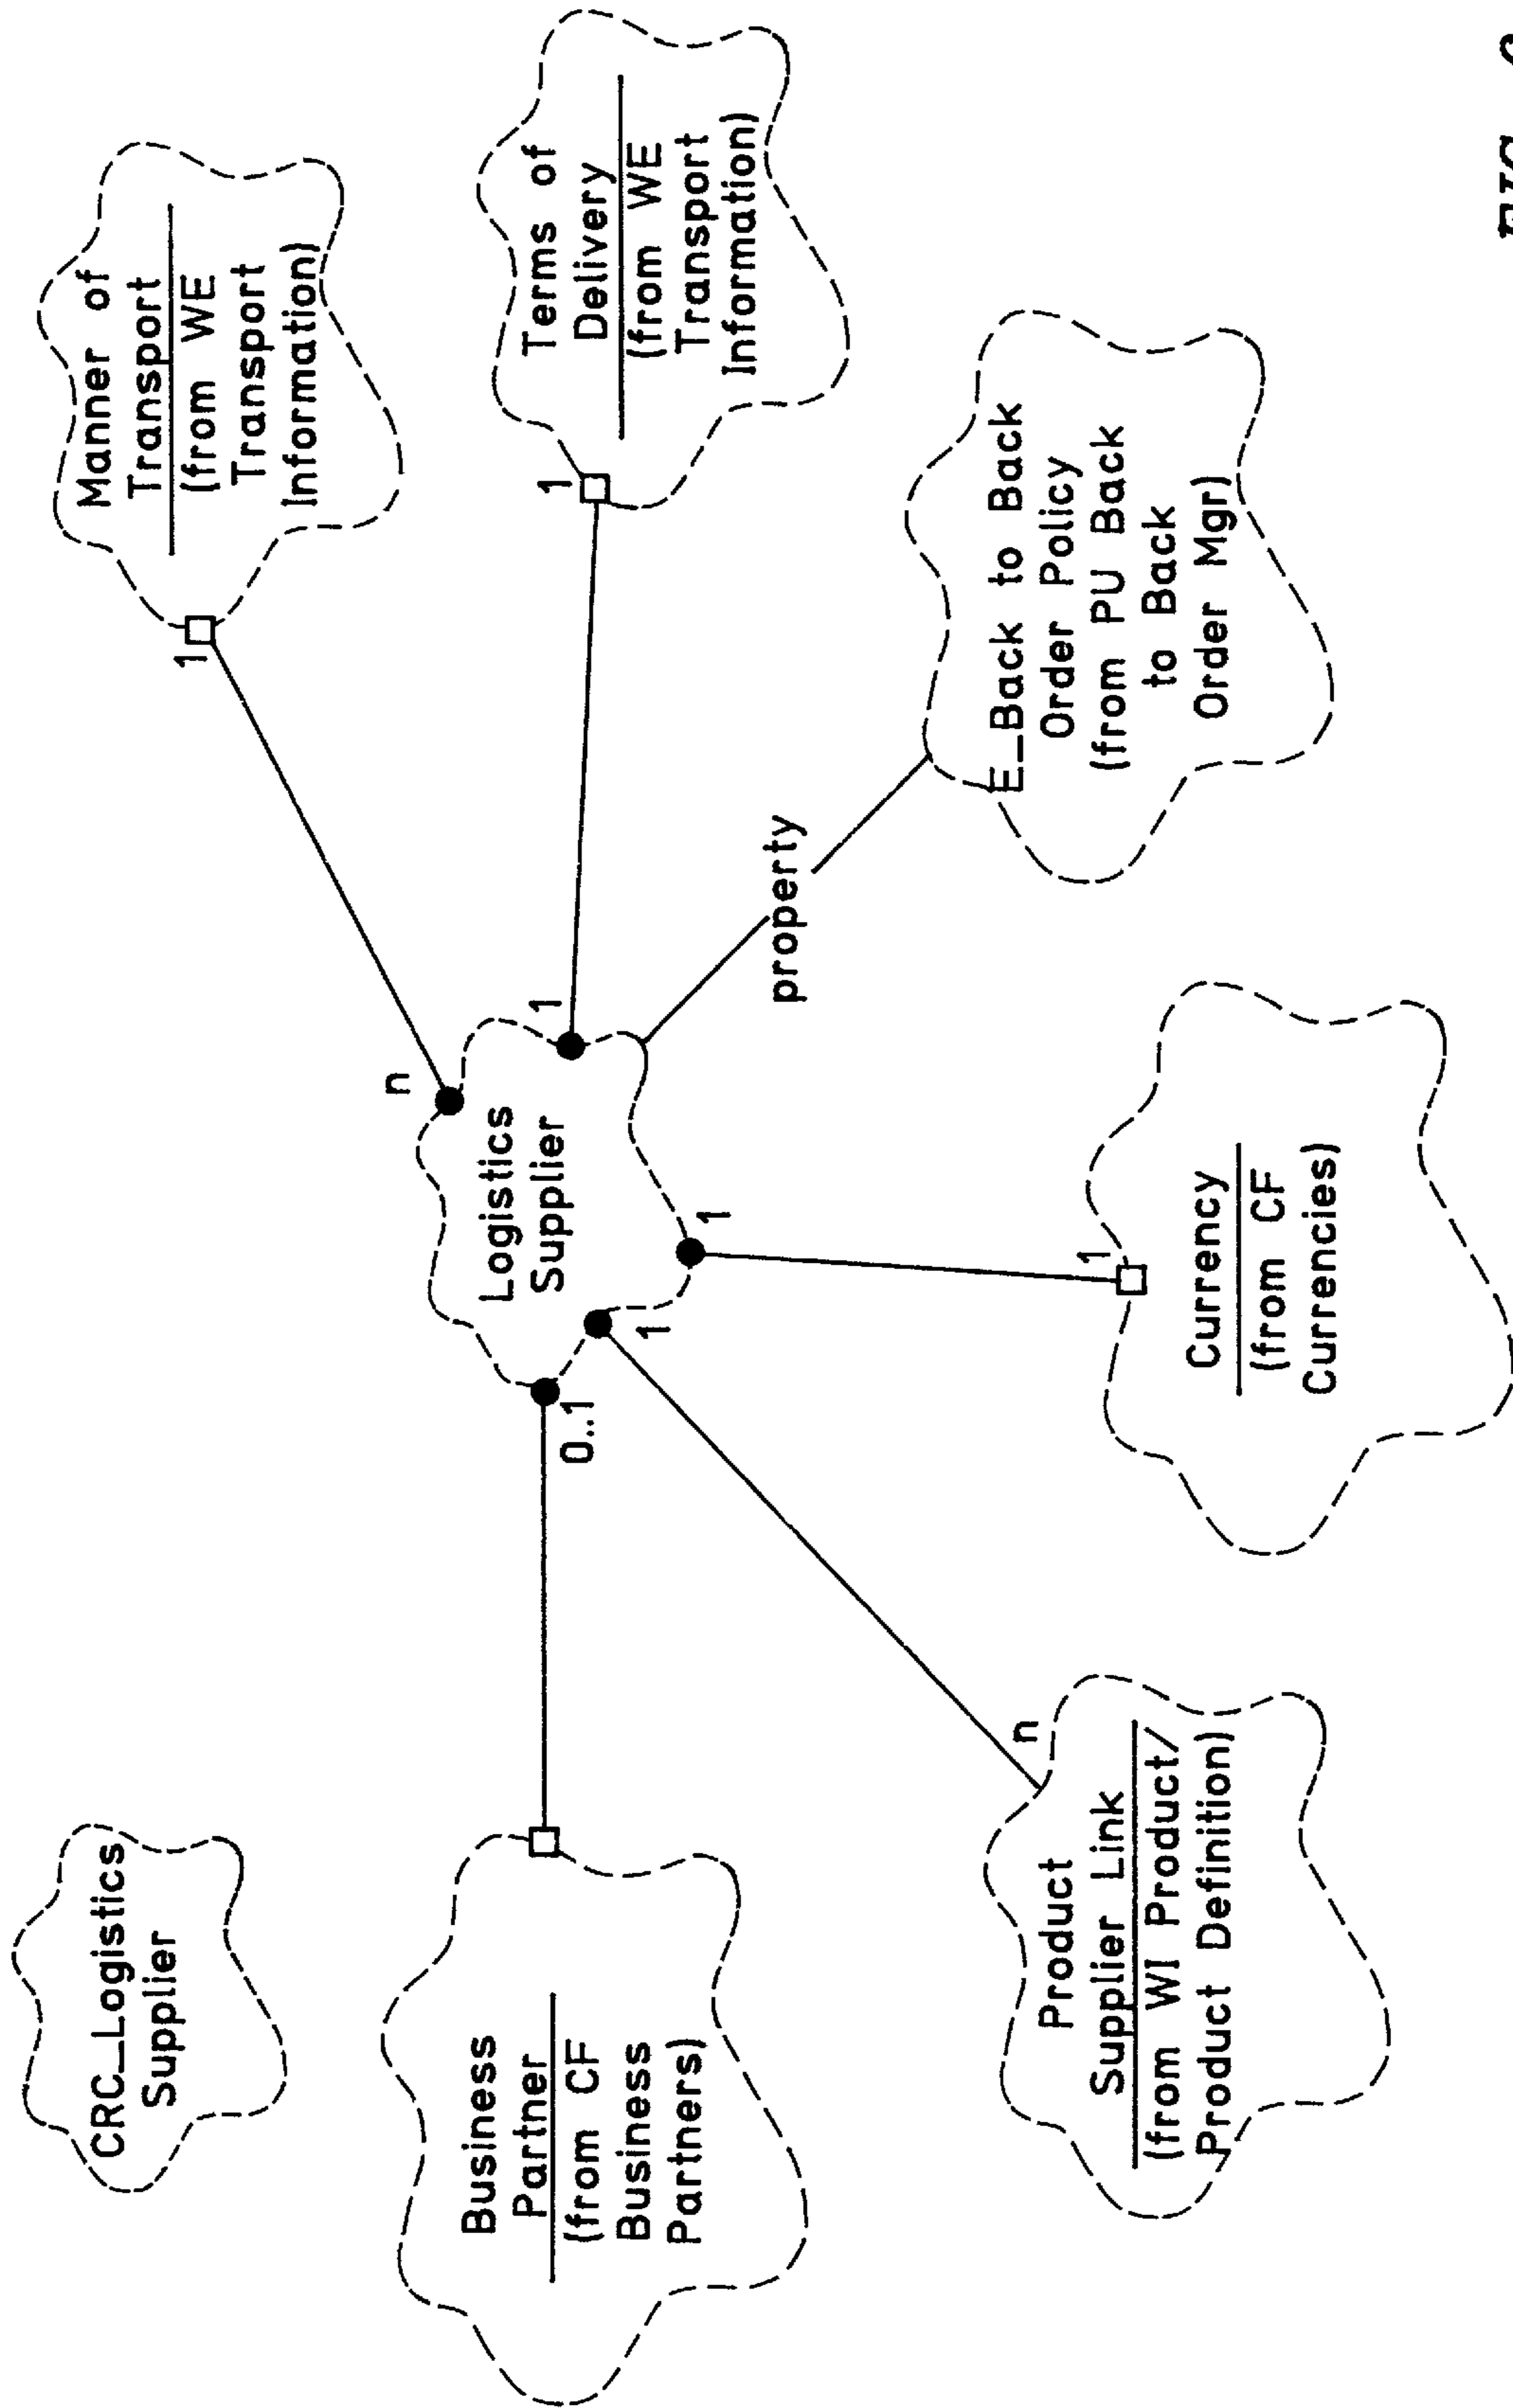 CRC_Logistics
Supplier
Business
Partner
(from CF
Business
Partners)
0..1
Logistics
Supplier
n
1
1
1
Manner of
Transport
(from WE
Transport
Information)
1
Terms of
Delivery
(from WE
Transport
Information)
1
property
E_Back to Back
Order Policy
(from PU Back
to Back
Order Mgr)
Product
Supplier Link
(from WI Product/
Product Definition)
n
Currency
(from CF
Currencies)
1